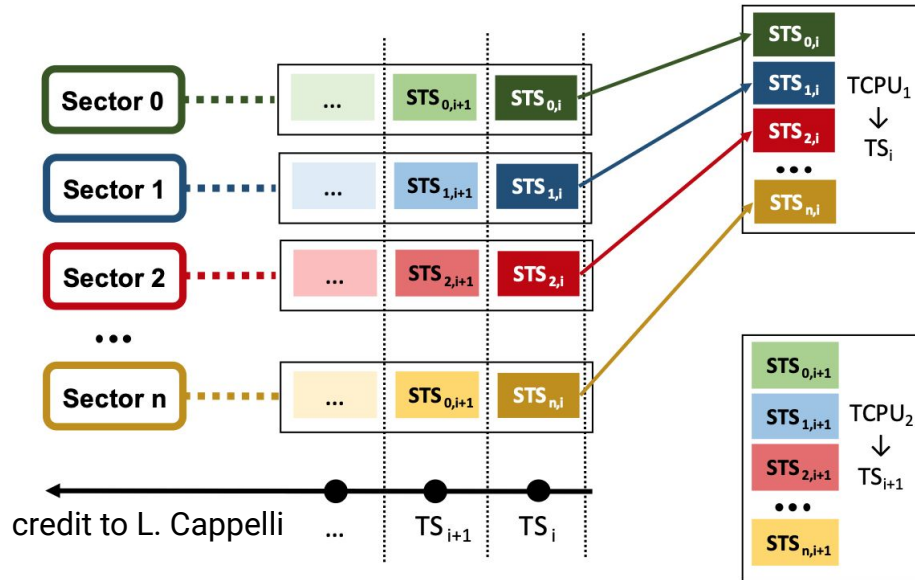 Sector 0
...
STS0,i+1
STS0,i
Sector 1
...
STS1,i+1
STS1,i
Sector 2
...
STS2,i+1
STS2,i
...
Sector n
...
STS0,i+1
STSn,i
credit to L. Cappelli
...
TS i+1
TS i
STS0,i
STS1,i
STS2,i
...
STSn,i
TCPU1
↓
TSi
STS0,i+1
STS1,i+1
STS2,i+1
...
STSn,i+1
TCPU2
↓
TSi+1